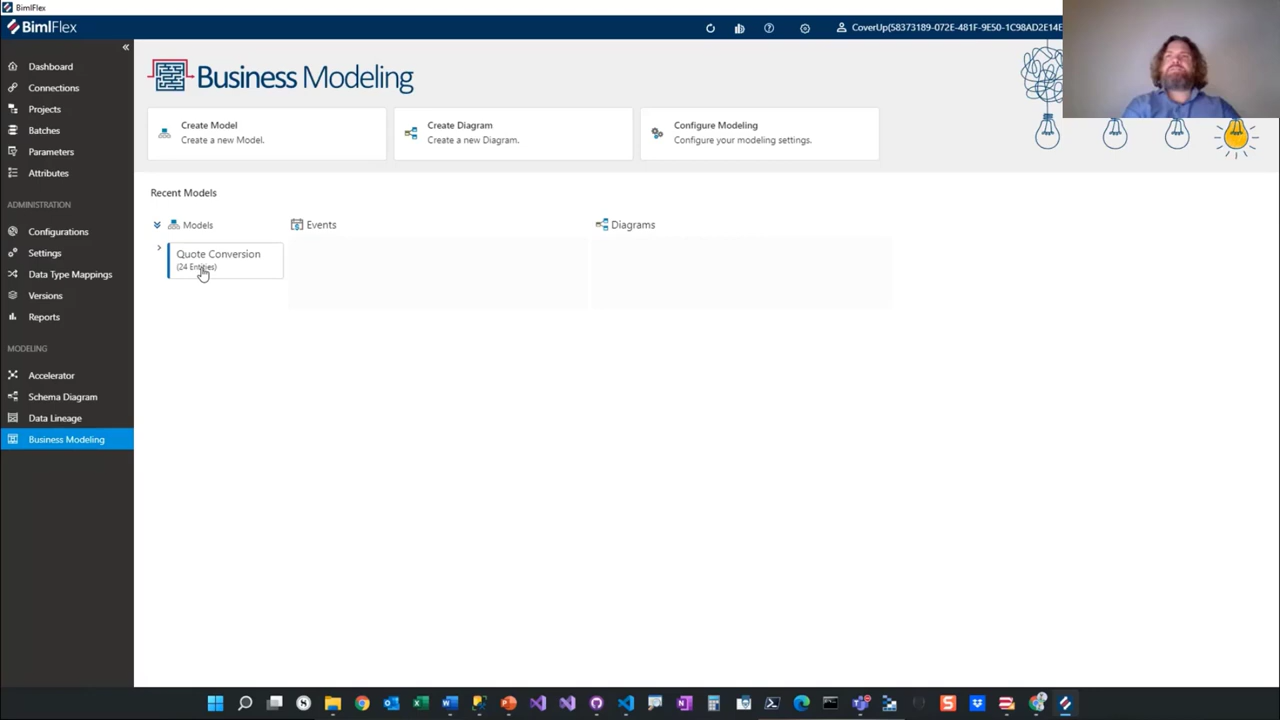 BimlFlex
BimlFlex
CoverUp(58373189-072E-481F-9E50-1C98AD2E14E
Dashboard
Connections
Projects
Batches
Parameters
Attributes
ADMINISTRATION
Configurations
Settings
Data Type Mappings
Versions
Reports
MODELING
Accelerator
Schema Diagram
Data Lineage
Business Modeling
Business Modeling
Create Model
Create a new Model.
Create Diagram
Create a new Diagram.
Configure Modeling
Configure your modeling settings.
Recent Models
Models
Events
Diagrams
Quote Conversion
(24 Entities)